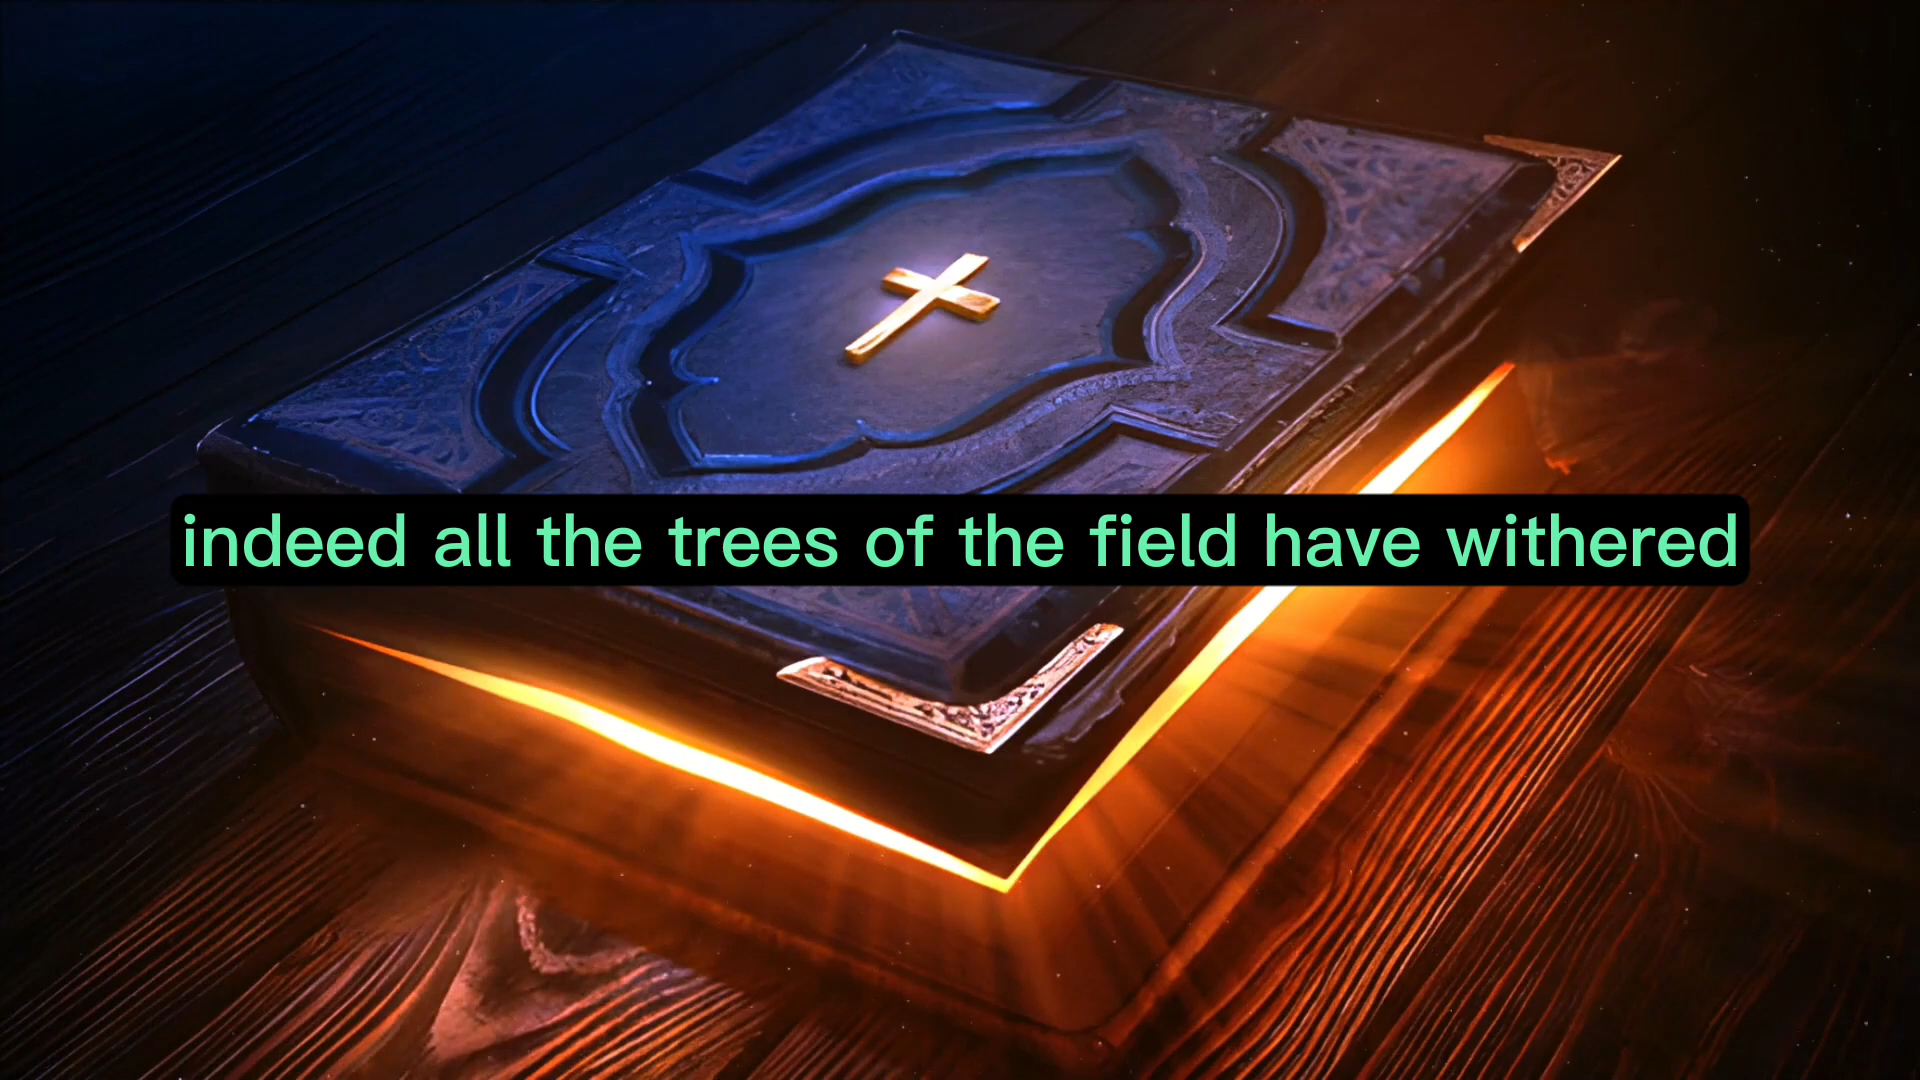 indeed all the trees of the field have withered